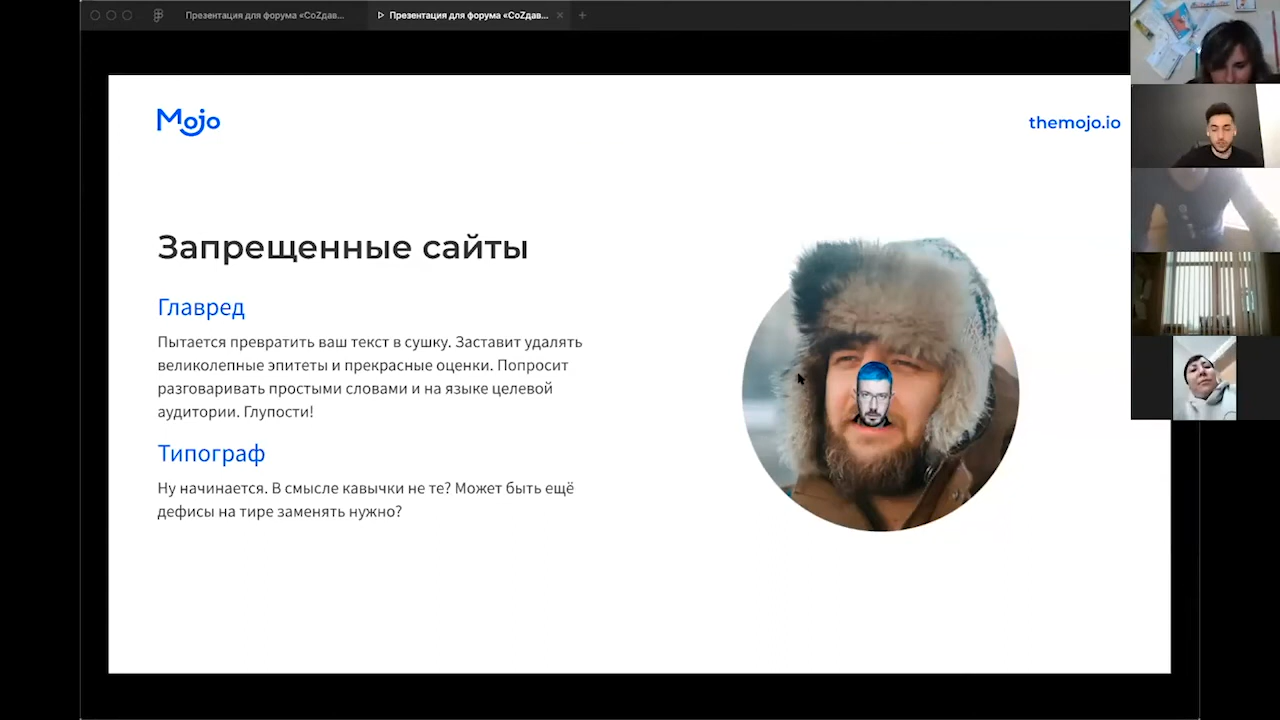 Презентация для форума «CoZдав...
Презентация для форума «CoZдав...
Mojo
themojo.io
Запрещенные сайты
Главред
Пытается превратить ваш текст в сушку. Заставит удалять
великолепные эпитеты и прекрасные оценки. Попросит
разговаривать простыми словами и на языке целевой
аудитории. Глупости!
Типограф
Ну начинается. В смысле кавычки не те? Может быть ещё
дефисы на тире заменять нужно?